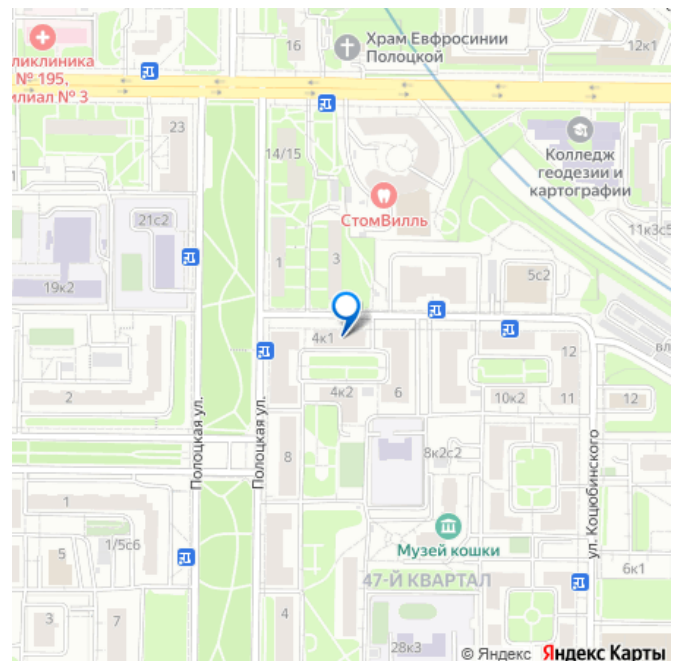 16
Храм Евфросинии
Полоцкой
12к1
ликлиника
№ 195,
илиал № 3
23
14/15
Колледж
геодезии и
картографии
СтомВилль
21с2
11к3с5
1
3
5с2
19к2
4к1
12
вл
2
4к2
6
10к2
11
12
Полоцкая ул.
Полоцкая ул.
8
8к2с2
ул. Коцюбинского
1
1/5с6
5
Музей кошки
47-Й КВАРТАЛ
6к1
3
7
4
28к3
© Яндекс Яндекс Карты